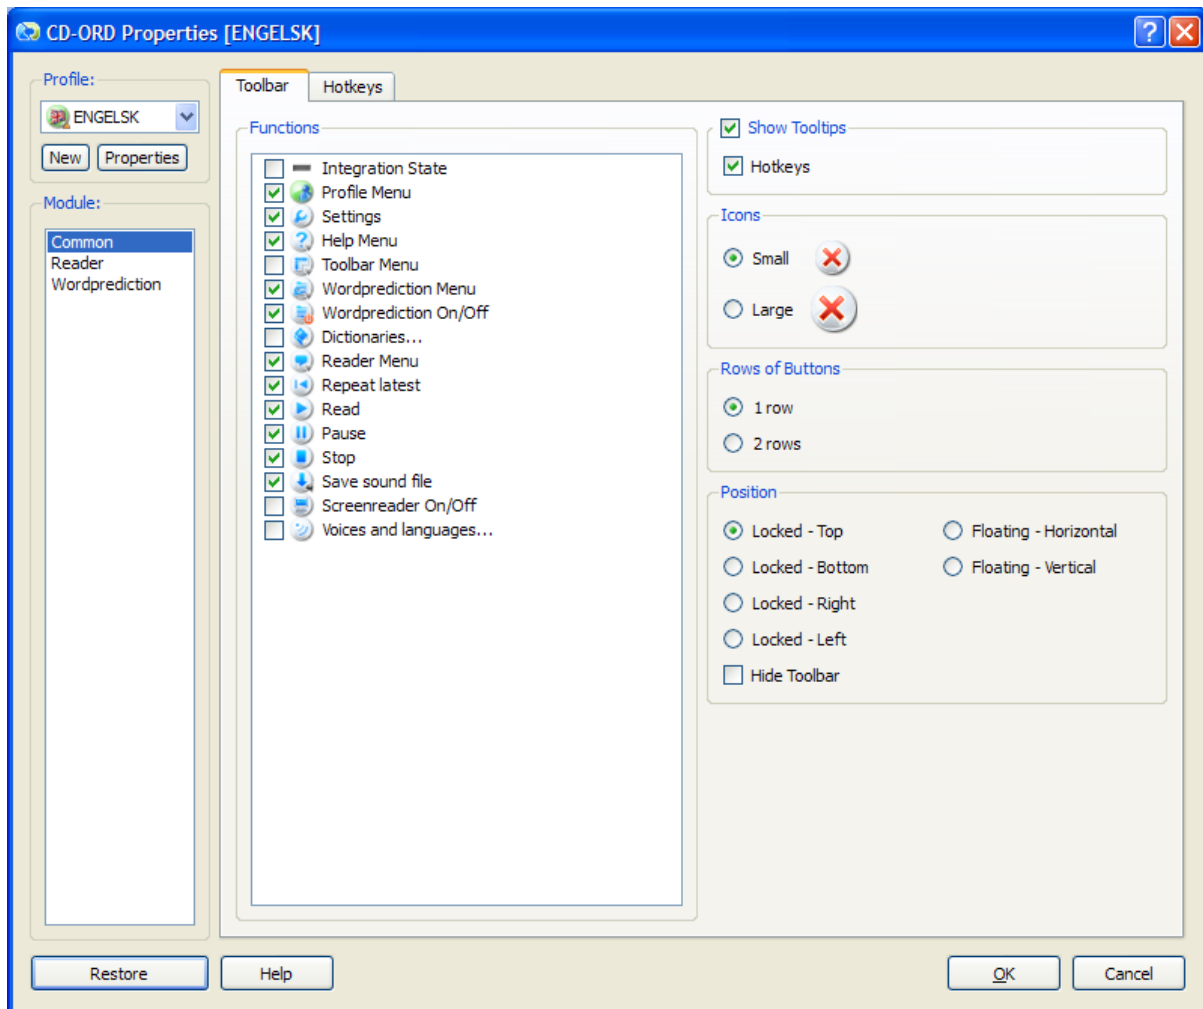 CD-ORD Properties [ENGELSK]
Profile:
ENGELSK
New Properties
Module:
Common
Reader
Wordprediction
Toolbar Hotkeys
Functions
Integration State
Profile Menu
Settings
Help Menu
Toolbar Menu
Wordprediction Menu
Wordprediction On/Off
Dictionaries...
Reader Menu
Repeat latest
Read
Pause
Stop
Save sound file
Screenreader On/Off
Voices and languages...
Show Tooltips
Hotkeys
Icons
Small
Large
Rows of Buttons
1 row
2 rows
Position
Locked - Top Floating - Horizontal
Locked - Bottom Floating - Vertical
Locked - Right
Locked - Left
Hide Toolbar
Restore Help OK Cancel